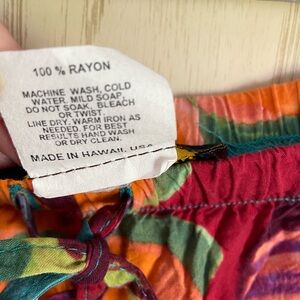 100 % RAYON
MACHINE WASH, COLD
WATER. MILD SOAP,
DO NOT SOAK, BLEACH
OR TWIST
LINE DRY. WARM IRON AS
NEEDED. FOR BEST
RESULTS HAND WASH
OR DRY CLEAN.
MADE IN HAWAII, USA